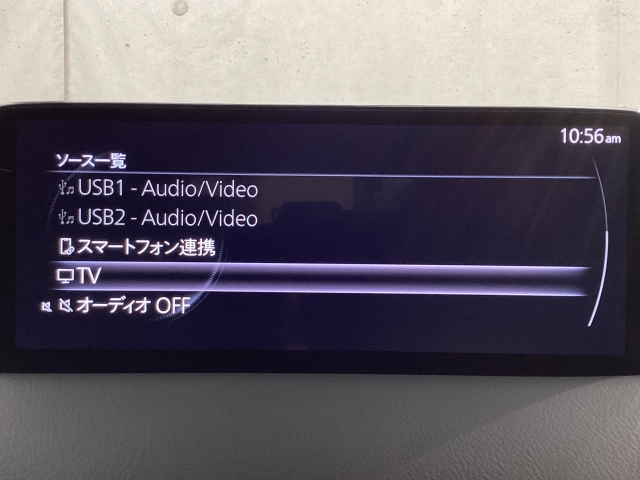 10:56am
ソース一覧
USB1 - Audio/Video
USB2 - Audio/Video
スマートフォン連携
TV
オーディオ OFF